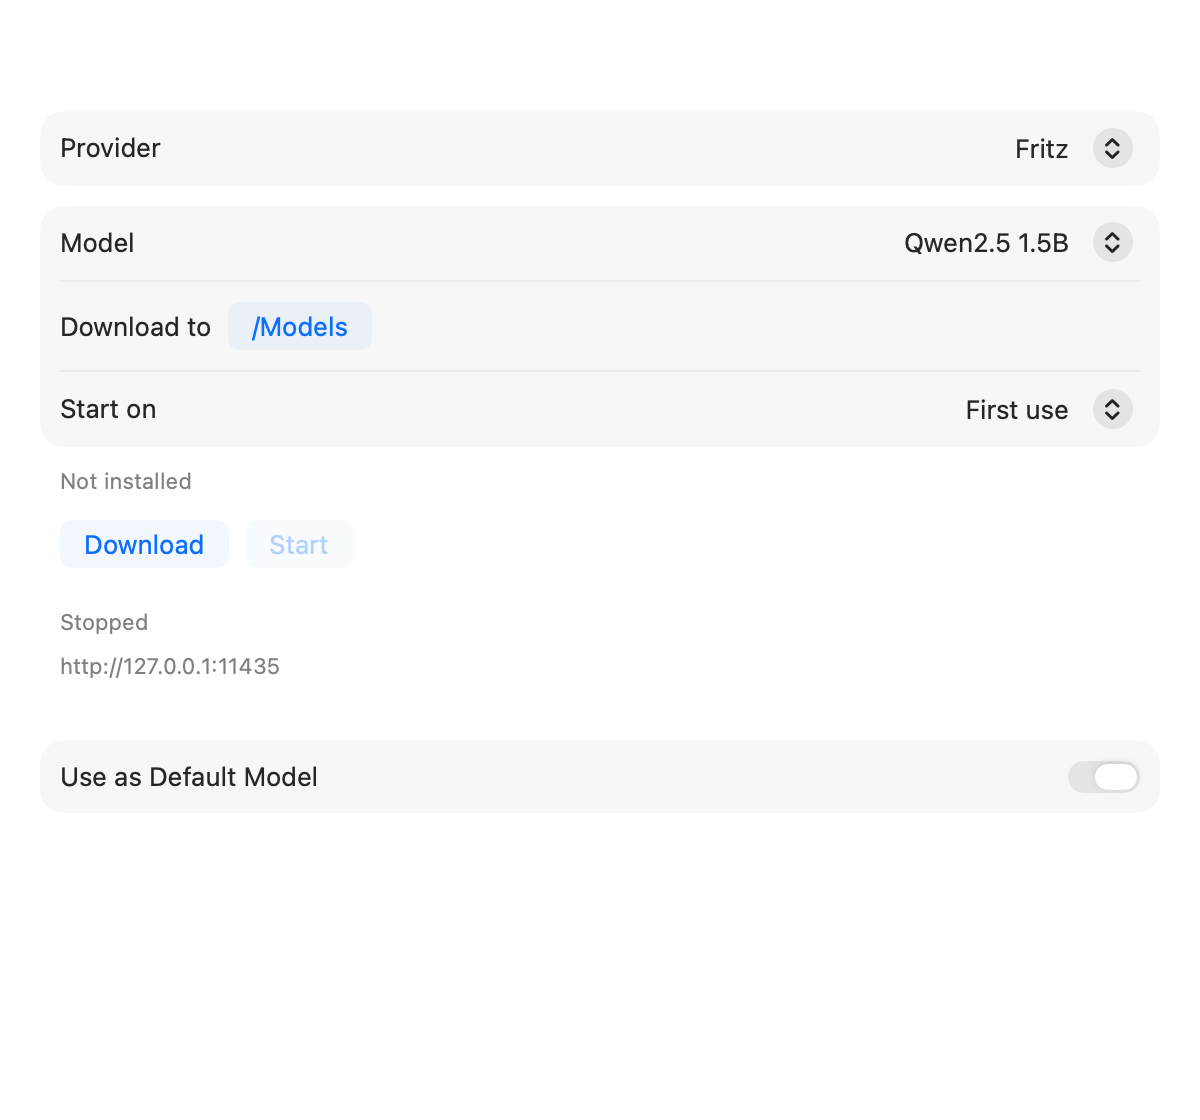 Provider Fritz
Model Qwen2.5 1.5B
Download to /Models
Start on First use
Not installed
Download Start
Stopped
http://127.0.0.1:11435
Use as Default Model